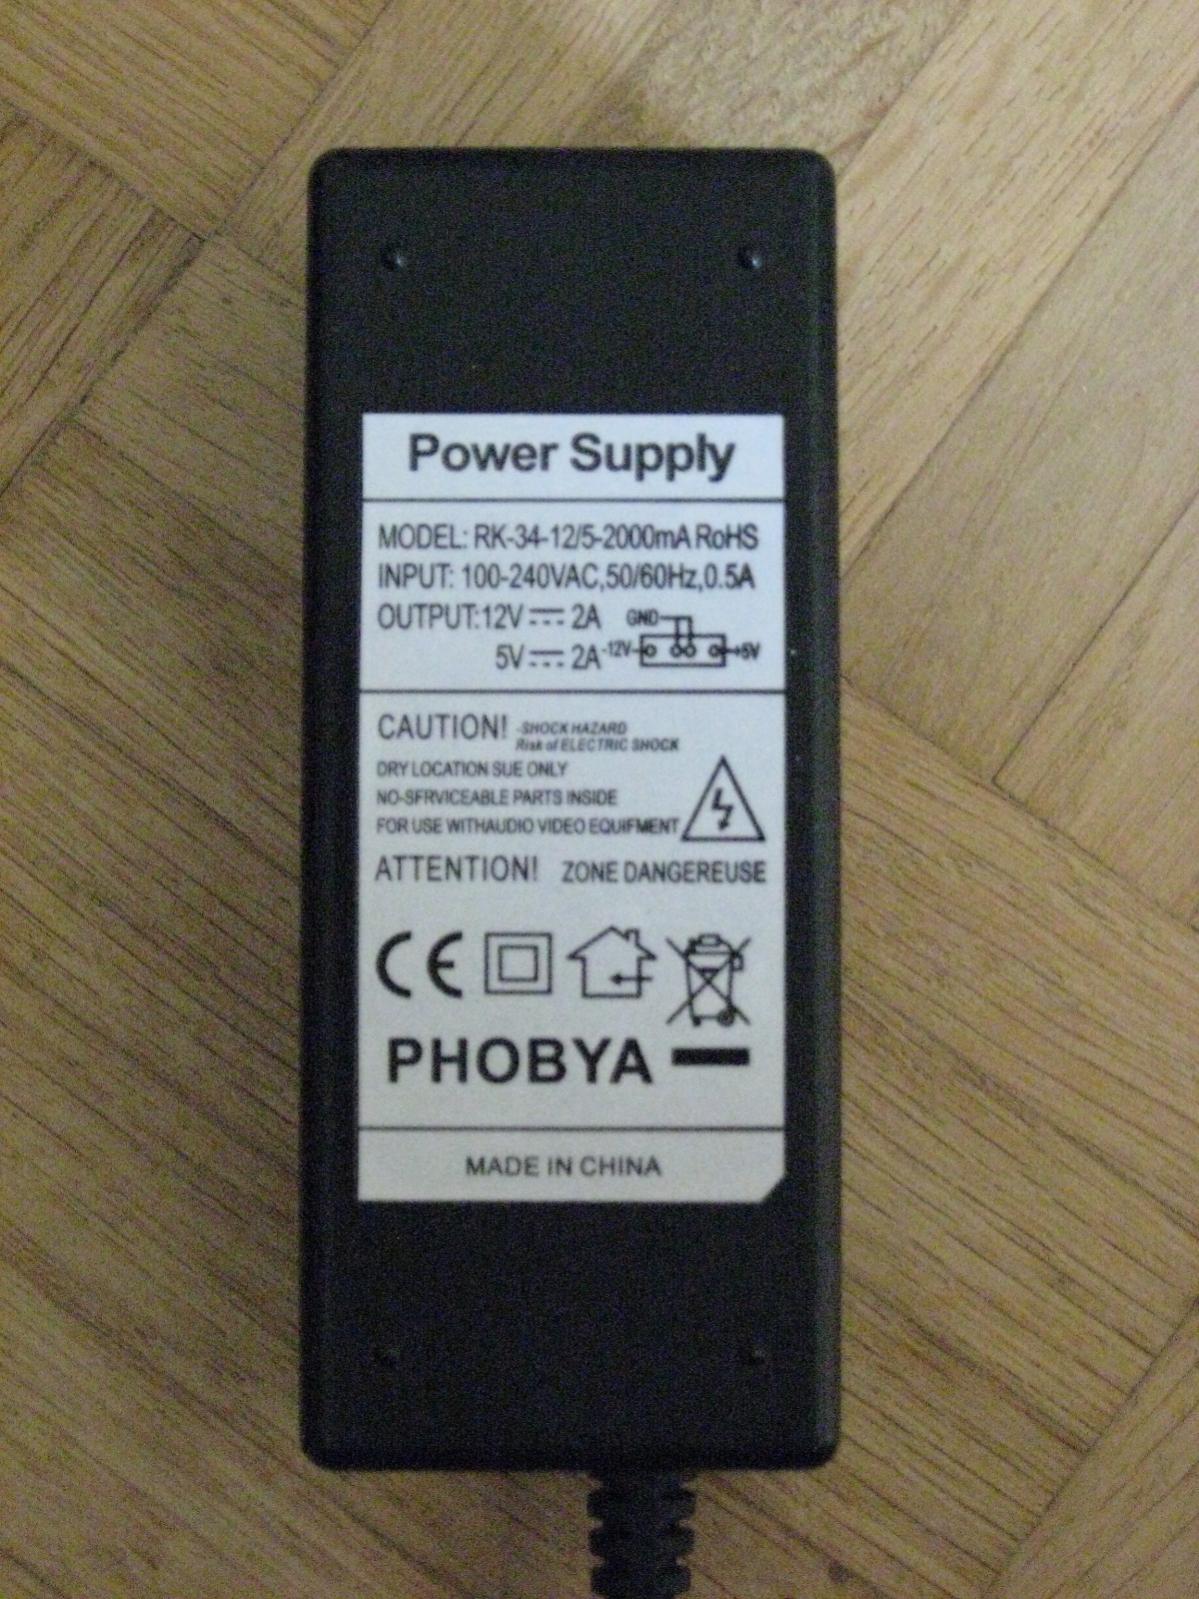 Power Supply
MODEL: RK-34-12/5-2000mA RoHS
INPUT: 100-240VAC,50/60Hz,0.5A
OUTPUT:12V 2A GND
5V 2A -12V +5V
CAUTION! -SHOCK HAZARD
Risk of ELECTRIC SHOCK
DRY LOCATION SUE ONLY
NO-SFRVICEABLE PARTS INSIDE
FOR USE WITHAUDIO VIDEO EQUIFMENT
ATTENTION! ZONE DANGEREUSE
CE
PHOBYA
MADE IN CHINA